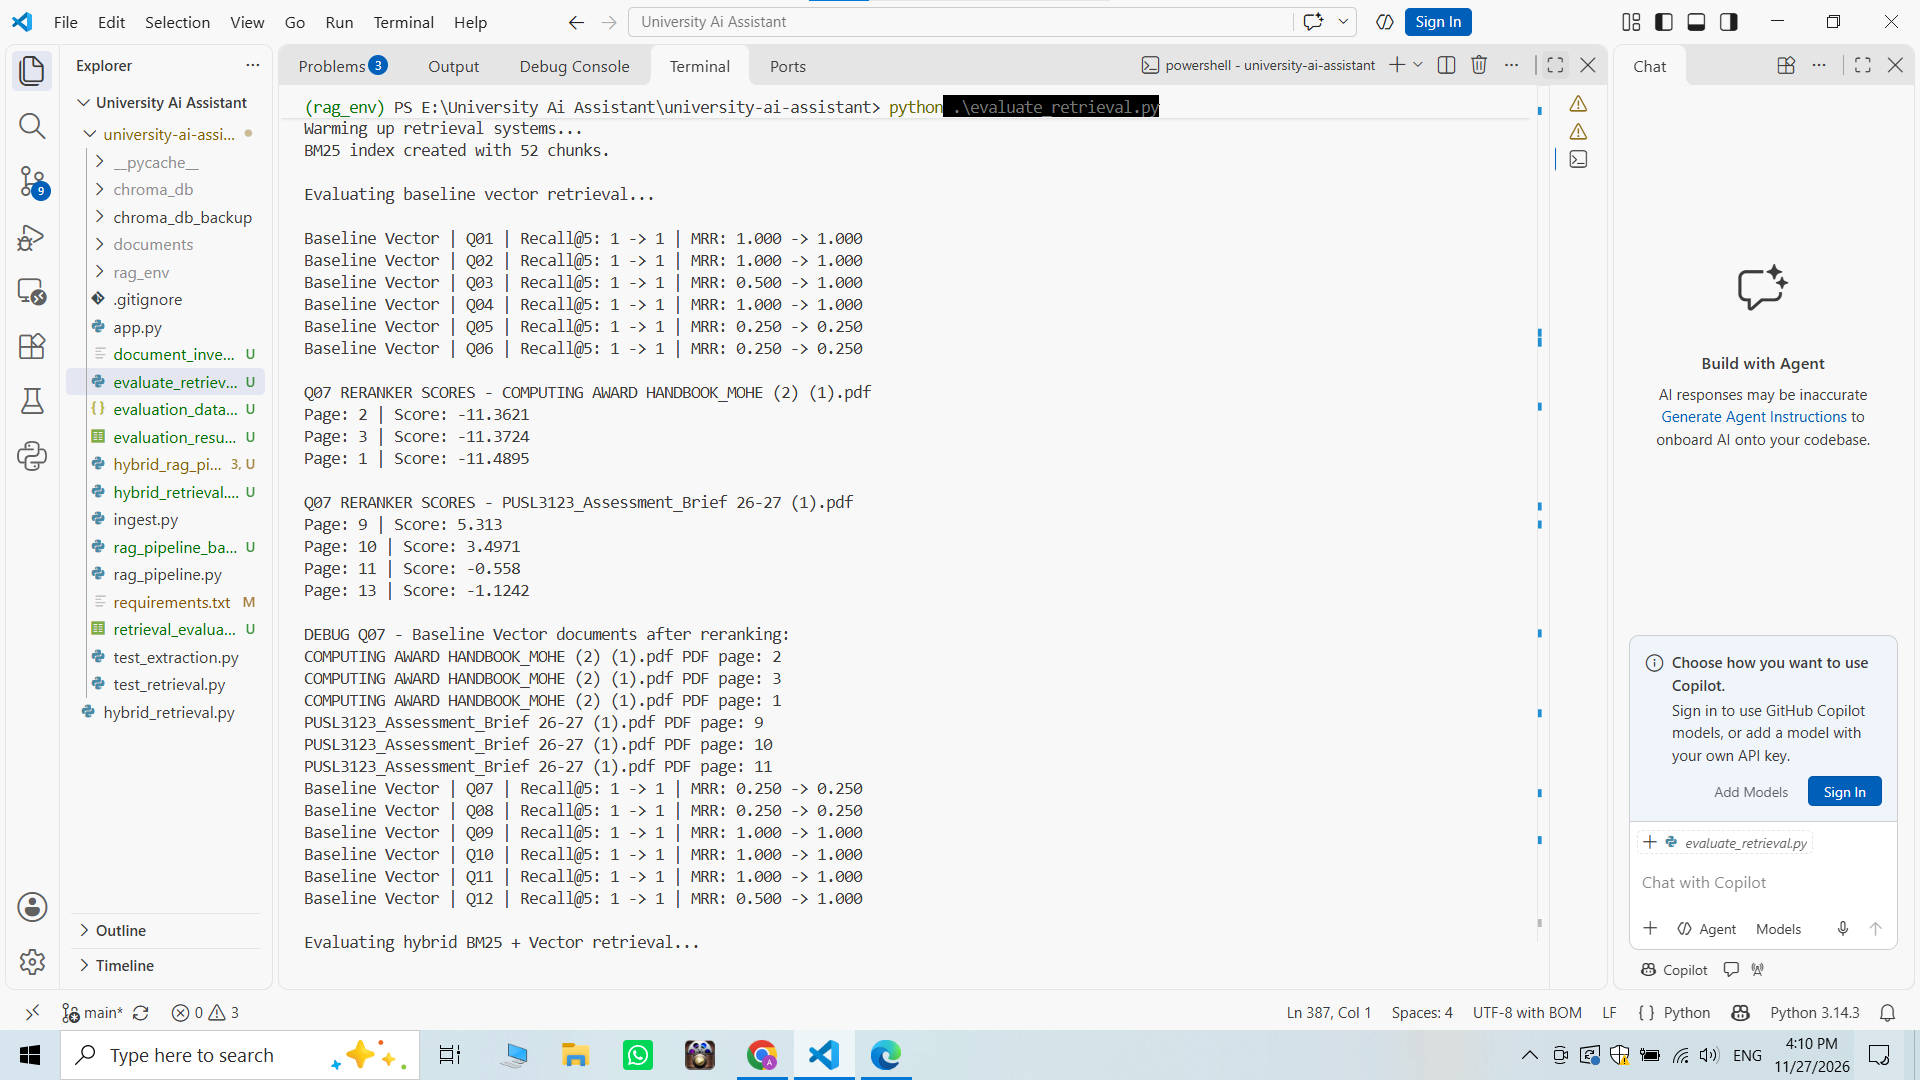 File Edit Selection View Go Run Terminal Help
University Ai Assistant
Sign In
Explorer
University Ai Assistant
university-ai-assi...
__pycache__
chroma_db
chroma_db_backup
documents
rag_env
.gitignore
app.py
document_inve... U
evaluate_retriev... U
evaluation_data... U
evaluation_resu... U
hybrid_rag_pi... 3, U
hybrid_retrieval.... U
ingest.py
rag_pipeline_ba... U
rag_pipeline.py
requirements.txt M
retrieval_evalua... U
test_extraction.py
test_retrieval.py
hybrid_retrieval.py
Outline
Timeline
9
Problems 3 Output Debug Console Terminal Ports
powershell - university-ai-assistant
(rag_env) PS E:\University Ai Assistant\university-ai-assistant> python .\evaluate_retrieval.py
Warming up retrieval systems...
BM25 index created with 52 chunks.
Evaluating baseline vector retrieval...
Baseline Vector | Q01 | Recall@5: 1 -> 1 | MRR: 1.000 -> 1.000
Baseline Vector | Q02 | Recall@5: 1 -> 1 | MRR: 1.000 -> 1.000
Baseline Vector | Q03 | Recall@5: 1 -> 1 | MRR: 0.500 -> 1.000
Baseline Vector | Q04 | Recall@5: 1 -> 1 | MRR: 1.000 -> 1.000
Baseline Vector | Q05 | Recall@5: 1 -> 1 | MRR: 0.250 -> 0.250
Baseline Vector | Q06 | Recall@5: 1 -> 1 | MRR: 0.250 -> 0.250
Q07 RERANKER SCORES - COMPUTING AWARD HANDBOOK_MOHE (2) (1).pdf
Page: 2 | Score: -11.3621
Page: 3 | Score: -11.3724
Page: 1 | Score: -11.4895
Q07 RERANKER SCORES - PUSL3123_Assessment_Brief 26-27 (1).pdf
Page: 9 | Score: 5.313
Page: 10 | Score: 3.4971
Page: 11 | Score: -0.558
Page: 13 | Score: -1.1242
DEBUG Q07 - Baseline Vector documents after reranking:
COMPUTING AWARD HANDBOOK_MOHE (2) (1).pdf PDF page: 2
COMPUTING AWARD HANDBOOK_MOHE (2) (1).pdf PDF page: 3
COMPUTING AWARD HANDBOOK_MOHE (2) (1).pdf PDF page: 1
PUSL3123_Assessment_Brief 26-27 (1).pdf PDF page: 9
PUSL3123_Assessment_Brief 26-27 (1).pdf PDF page: 10
PUSL3123_Assessment_Brief 26-27 (1).pdf PDF page: 11
Baseline Vector | Q07 | Recall@5: 1 -> 1 | MRR: 0.250 -> 0.250
Baseline Vector | Q08 | Recall@5: 1 -> 1 | MRR: 0.250 -> 0.250
Baseline Vector | Q09 | Recall@5: 1 -> 1 | MRR: 1.000 -> 1.000
Baseline Vector | Q10 | Recall@5: 1 -> 1 | MRR: 1.000 -> 1.000
Baseline Vector | Q11 | Recall@5: 1 -> 1 | MRR: 1.000 -> 1.000
Baseline Vector | Q12 | Recall@5: 1 -> 1 | MRR: 0.500 -> 1.000
Evaluating hybrid BM25 + Vector retrieval...
Chat
Build with Agent
AI responses may be inaccurate
Generate Agent Instructions to
onboard AI onto your codebase.
Choose how you want to use
Copilot.
Sign in to use GitHub Copilot
models, or add a model with
your own API key.
Add Models Sign In
evaluate_retrieval.py
Chat with Copilot
Agent Models
Copilot
main* 0 3
Ln 387, Col 1 Spaces: 4 UTF-8 with BOM LF { } Python Python 3.14.3
Type here to search
ENG
4:10 PM
11/27/2026